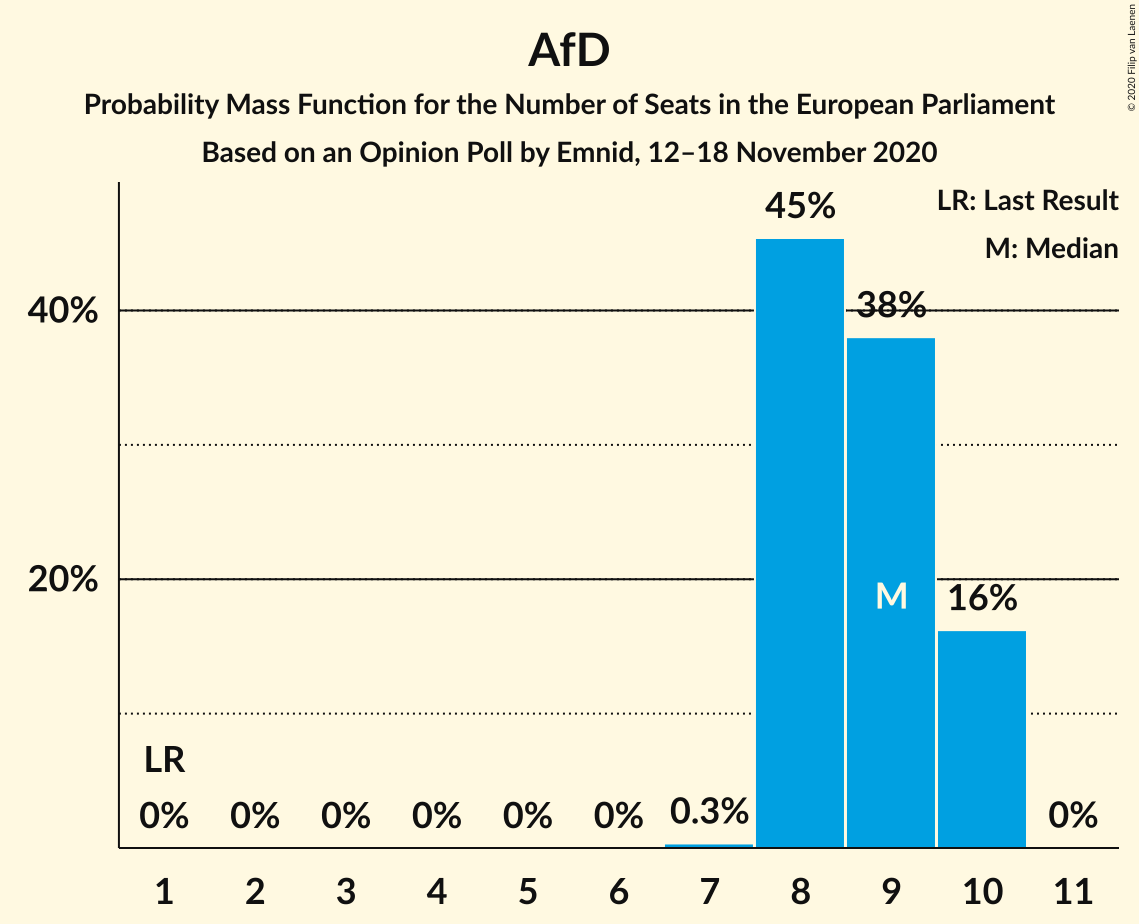 AfD
Probability Mass Function for the Number of Seats in the European Parliament
Based on an Opinion Poll by Emnid, 12–18 November 2020
© 2020 Filip van Laenen
LR: Last Result
M: Median
45%
40%
38%
20%
M
16%
LR
0% 0% 0% 0% 0% 0% 0.3% 0%
1 2 3 4 5 6 7 8 9 10 11